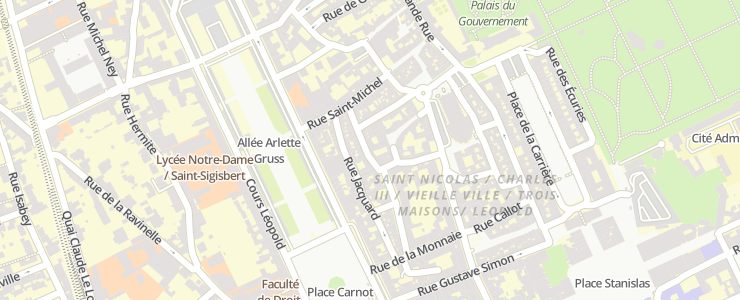 Palais du
Gouvernement
Rue de G
ande Rue
Rue Michel Ney
Rue des Écuries
Rue Saint-Michel
Rue Hermite
Place de la Carrière
Cité Adm
Allée Arlette
Gruss
Lycée Notre-Dame
/ Saint-Sigisbert
Rue Jacquard
SAINT NICOLAS / CHARLE
III / VIEILLE VILLE / TROIS
MAISONS/ LEOPOLD
Rue Isabey
Rue de la Ravinelle
Cours Léopold
Quai Claude Le Lo
Rue Callot
Rue de la Monnaie
Rue Gustave Simon
ville
Faculté
de Droit
Place Carnot
Place Stanislas